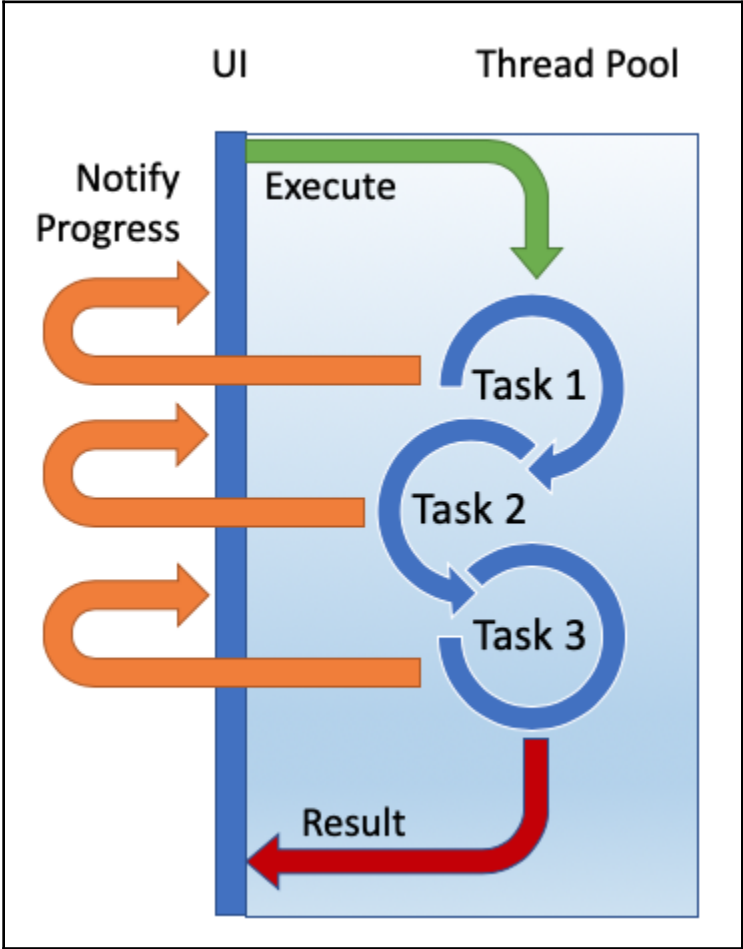 UI
Thread Pool
Notify
Progress
Execute
Task 1
Task 2
Task 3
Result